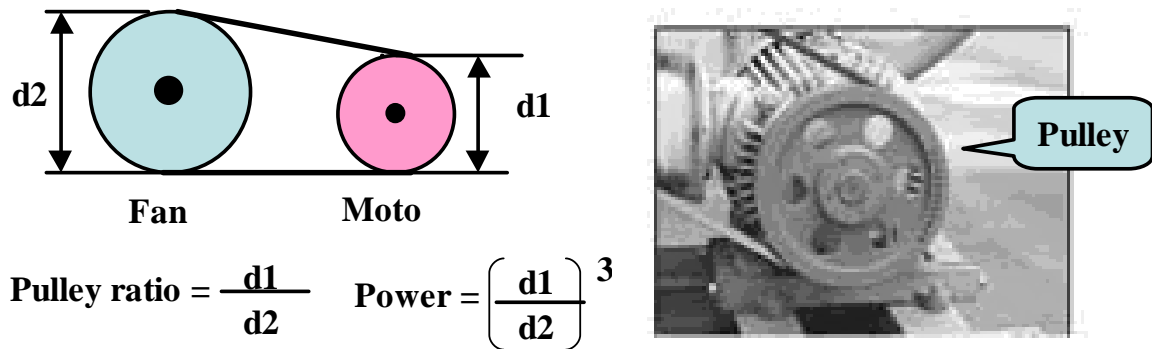 d2
d1
Pulley
Fan
Moto
Pulley ratio = d1 / d2
Power = (d1 / d2) 3